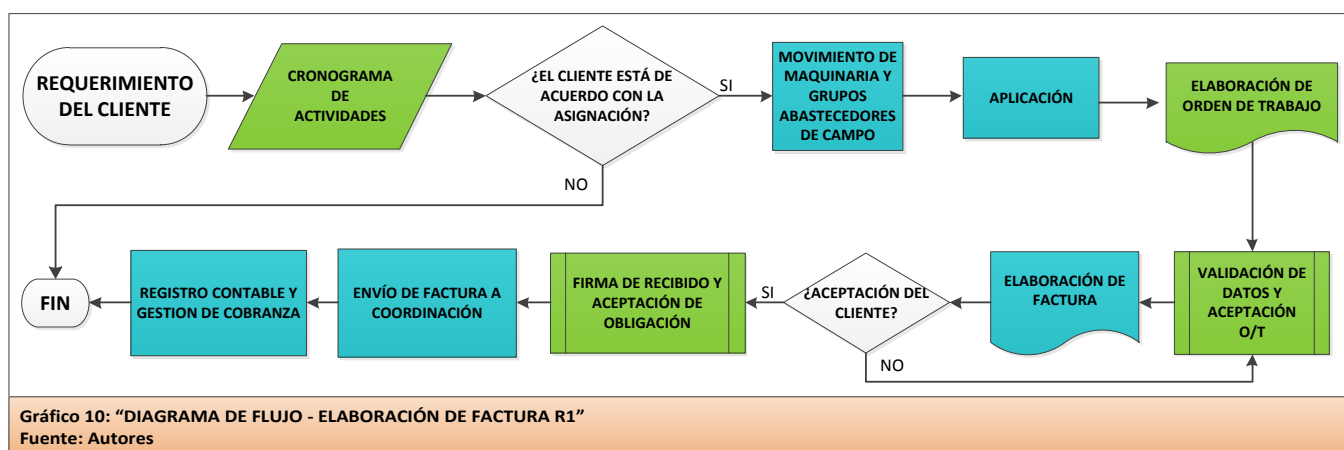 REQUERIMIENTO
DEL CLIENTE
CRONOGRAMA
DE
ACTIVIDADES
¿EL CLIENTE ESTÁ DE
ACUERDO CON LA
ASIGNACIÓN?
SI
NO
MOVIMIENTO DE
MAQUINARIA Y
GRUPOS
ABASTECEDORES
DE CAMPO
APLICACIÓN
ELABORACIÓN DE
ORDEN DE TRABAJO
VALIDACIÓN DE
DATOS Y
ACEPTACIÓN
O/T
ELABORACIÓN DE
FACTURA
¿ACEPTACIÓN DEL
CLIENTE?
SI
NO
FIRMA DE RECIBIDO Y
ACEPTACIÓN DE
OBLIGACIÓN
ENVÍO DE FACTURA A
COORDINACIÓN
REGISTRO CONTABLE Y
GESTION DE COBRANZA
FIN
Gráfico 10: “DIAGRAMA DE FLUJO - ELABORACIÓN DE FACTURA R1”
Fuente: Autores